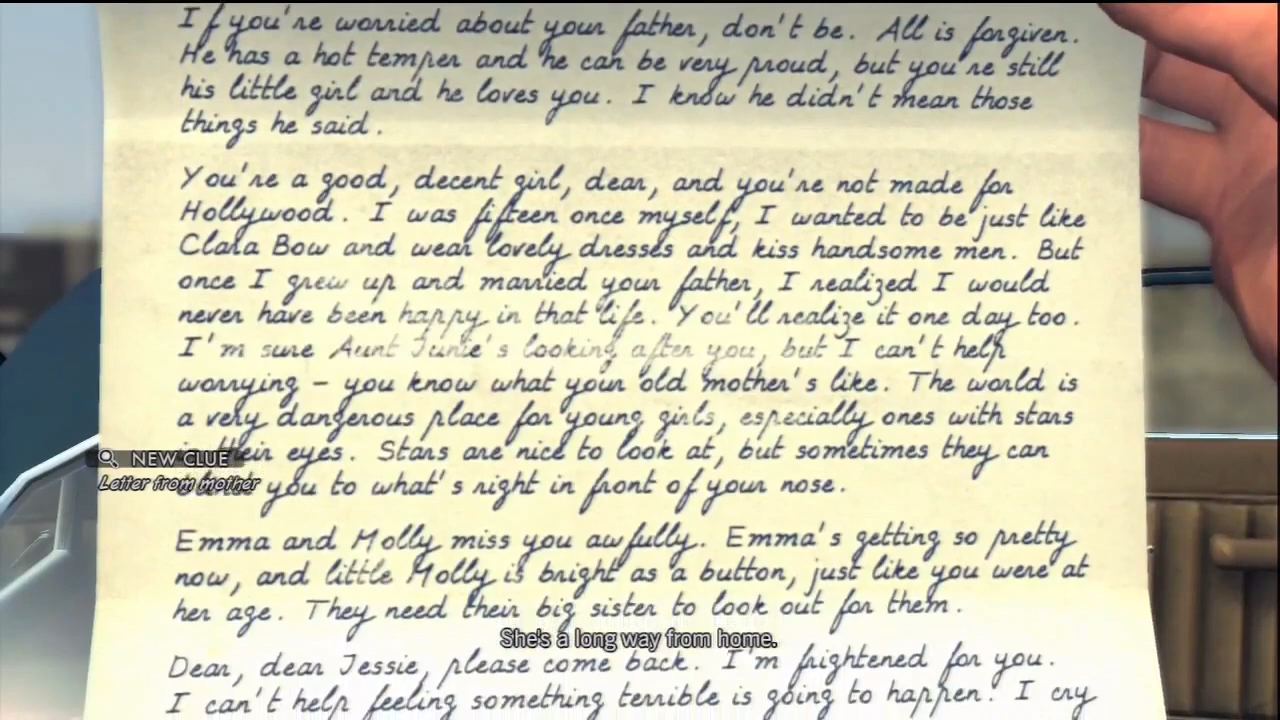 If you're worried about your father, don't be. All is forgiven.
He has a hot temper and he can be very proud, but you're still
his little girl and he loves you. I know he didn't mean those
things he said.
You're a good, decent girl, dear, and you're not made for
Hollywood. I was fifteen once myself, I wanted to be just like
Clara Bow and wear lovely dresses and kiss handsome men. But
once I grew up and married your father, I realized I would
never have been happy in that life. You'll realize it one day too.
I'm sure Aunt Junie's looking after you, but I can't help
worrying - you know what your old mother's like. The world is
a very dangerous place for young girls, especially ones with stars
in their eyes. Stars are nice to look at, but sometimes they can
NEW CLUE
Letter from mother
you to what's right in front of your nose.
Emma and Molly miss you awfully. Emma's getting so pretty
now, and little Molly is bright as a button, just like you were at
her age. They need their big sister to look out for them.
She's a long way from home.
Dear, dear Jessie, please come back. I'm frightened for you.
I can't help feeling something terrible is going to happen. I cry